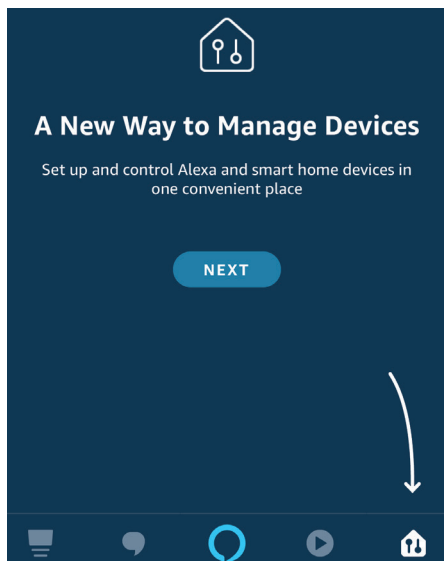 A New Way to Manage Devices
Set up and control Alexa and smart home devices in
one convenient place
NEXT